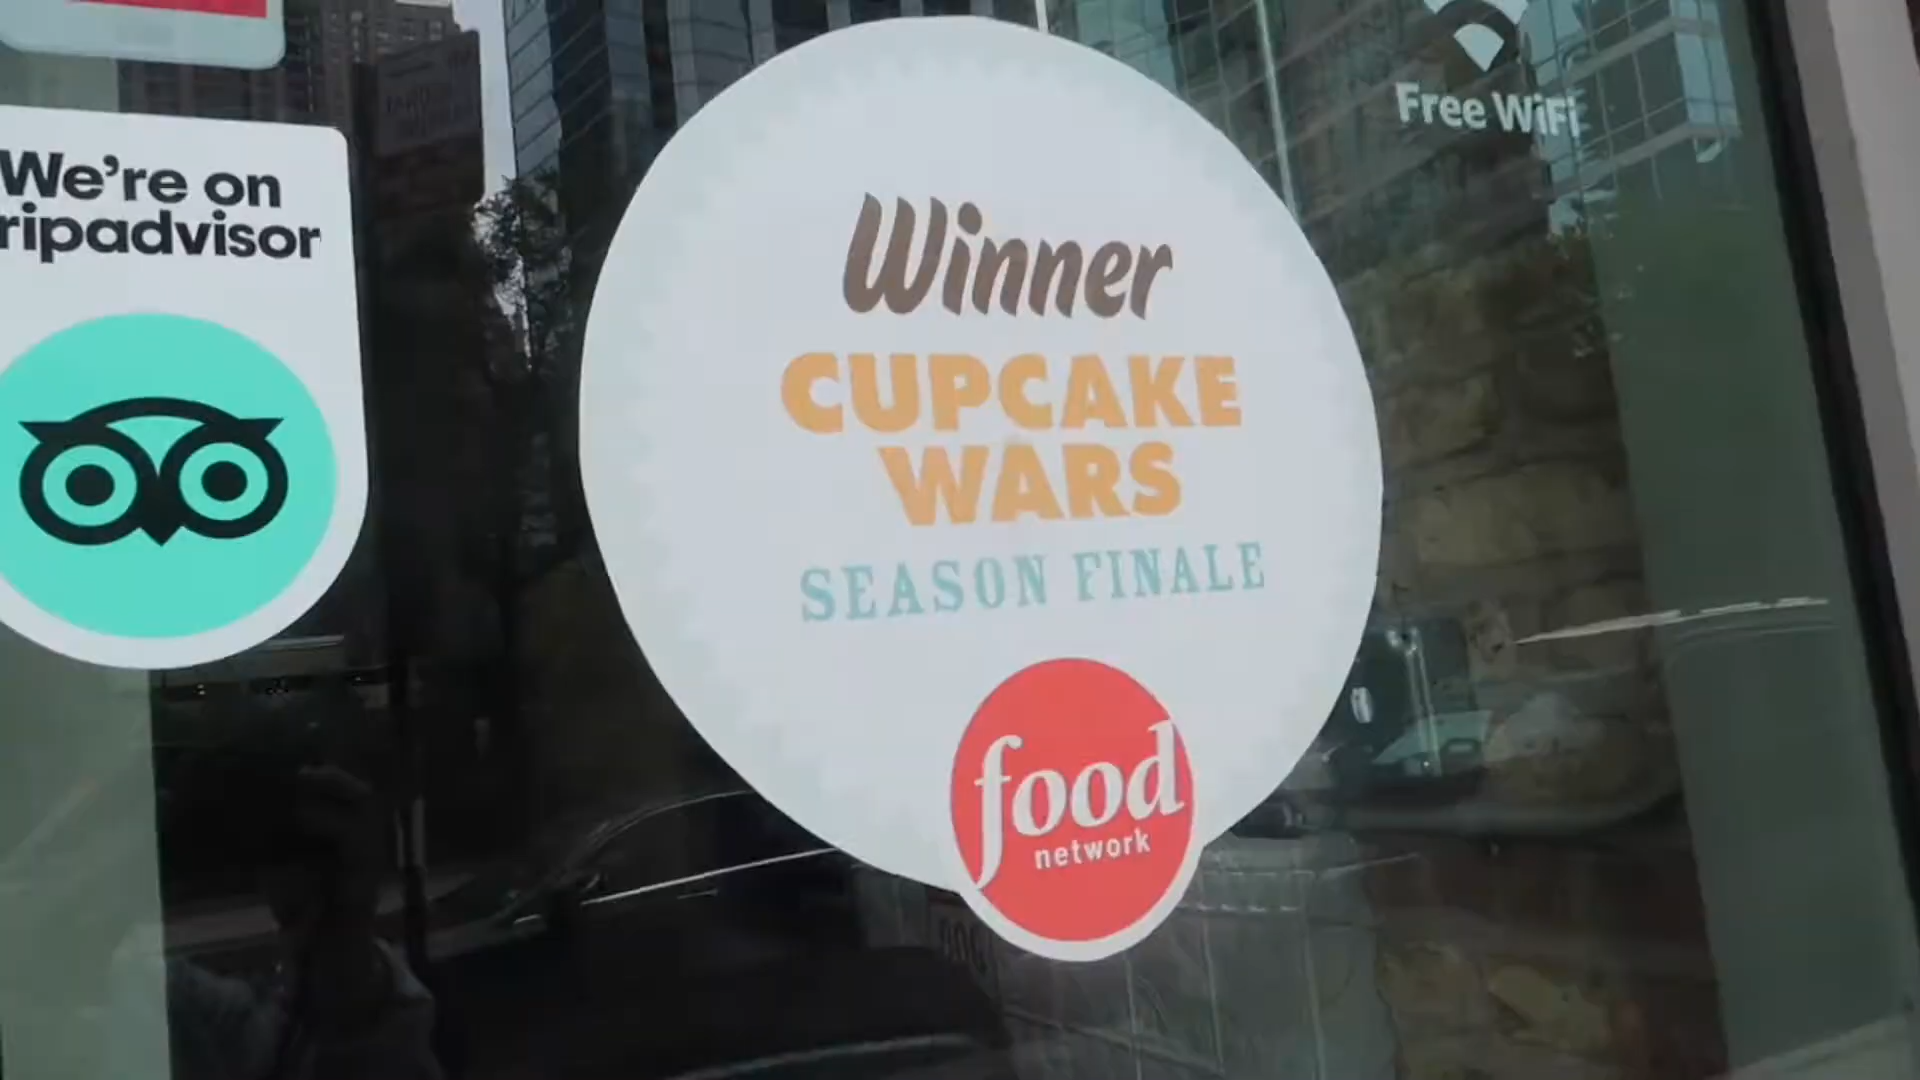 We're on
ripadvisor
Winner
CUPCAKE
WARS
SEASON FINALE
food
network
Free WiFi